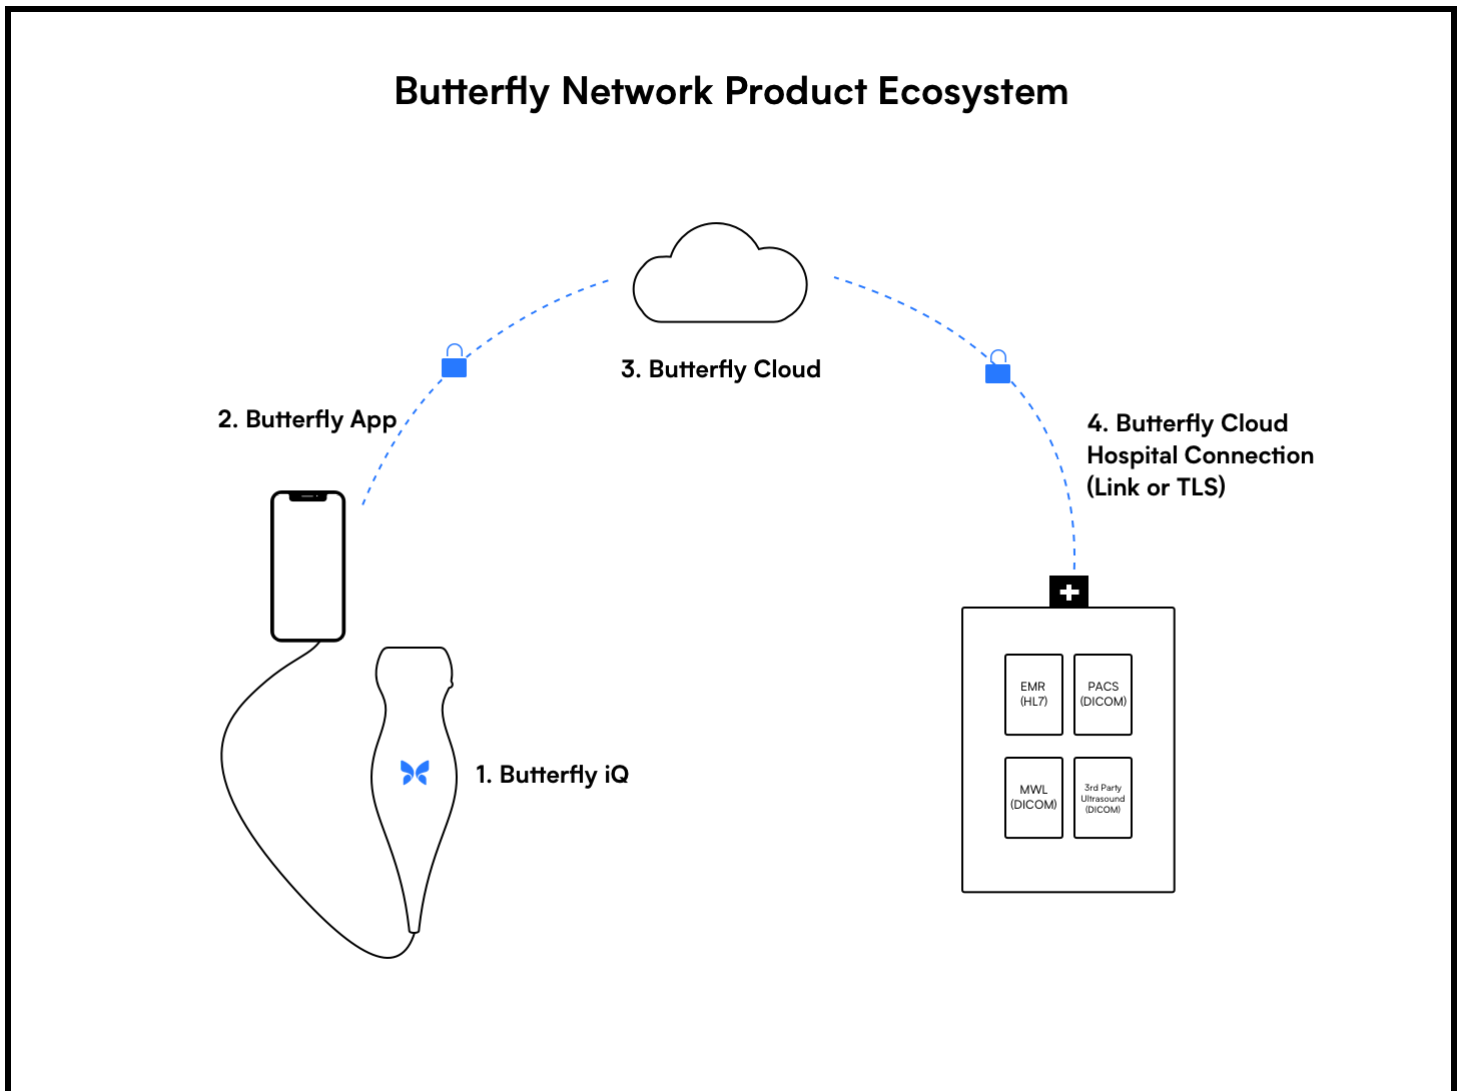 Butterfly Network Product Ecosystem
3. Butterfly Cloud
2. Butterfly App
4. Butterfly Cloud
Hospital Connection
(Link or TLS)
1. Butterfly iQ
EMR
(HL7)
PACS
(DICOM)
MWL
(DICOM)
3rd Party
Ultrasound
(DICOM)